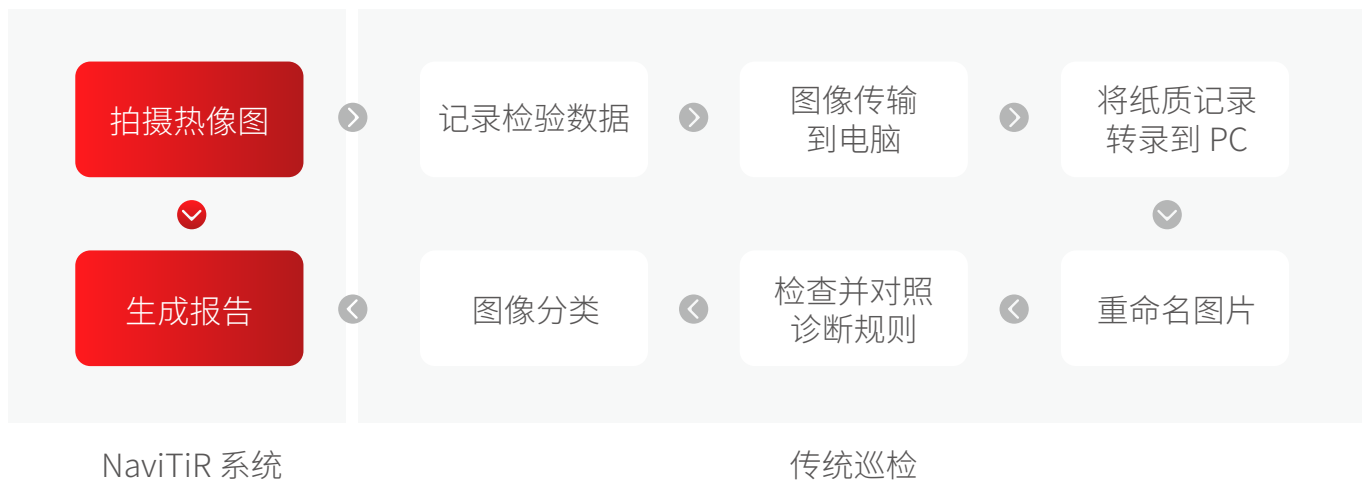 拍摄热像图
记录检验数据
图像传输
到电脑
将纸质记录
转录到 PC
生成报告
图像分类
检查并对照
诊断规则
重命名图片
NaviTiR 系统
传统巡检